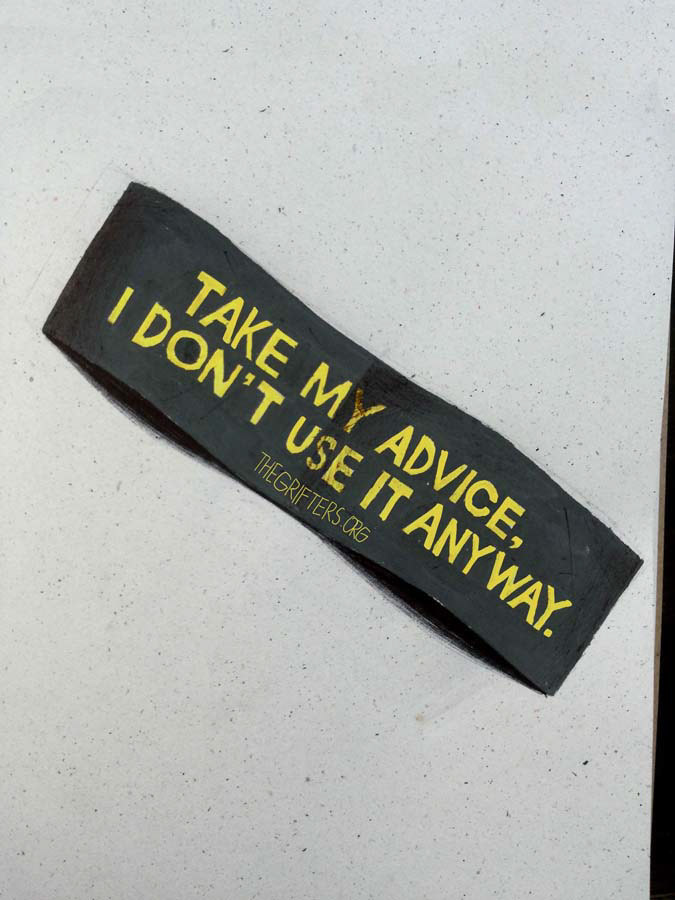 TAKE MY ADVICE,
I DON'T USE IT ANYWAY.
THEGRIFTERS.ORG